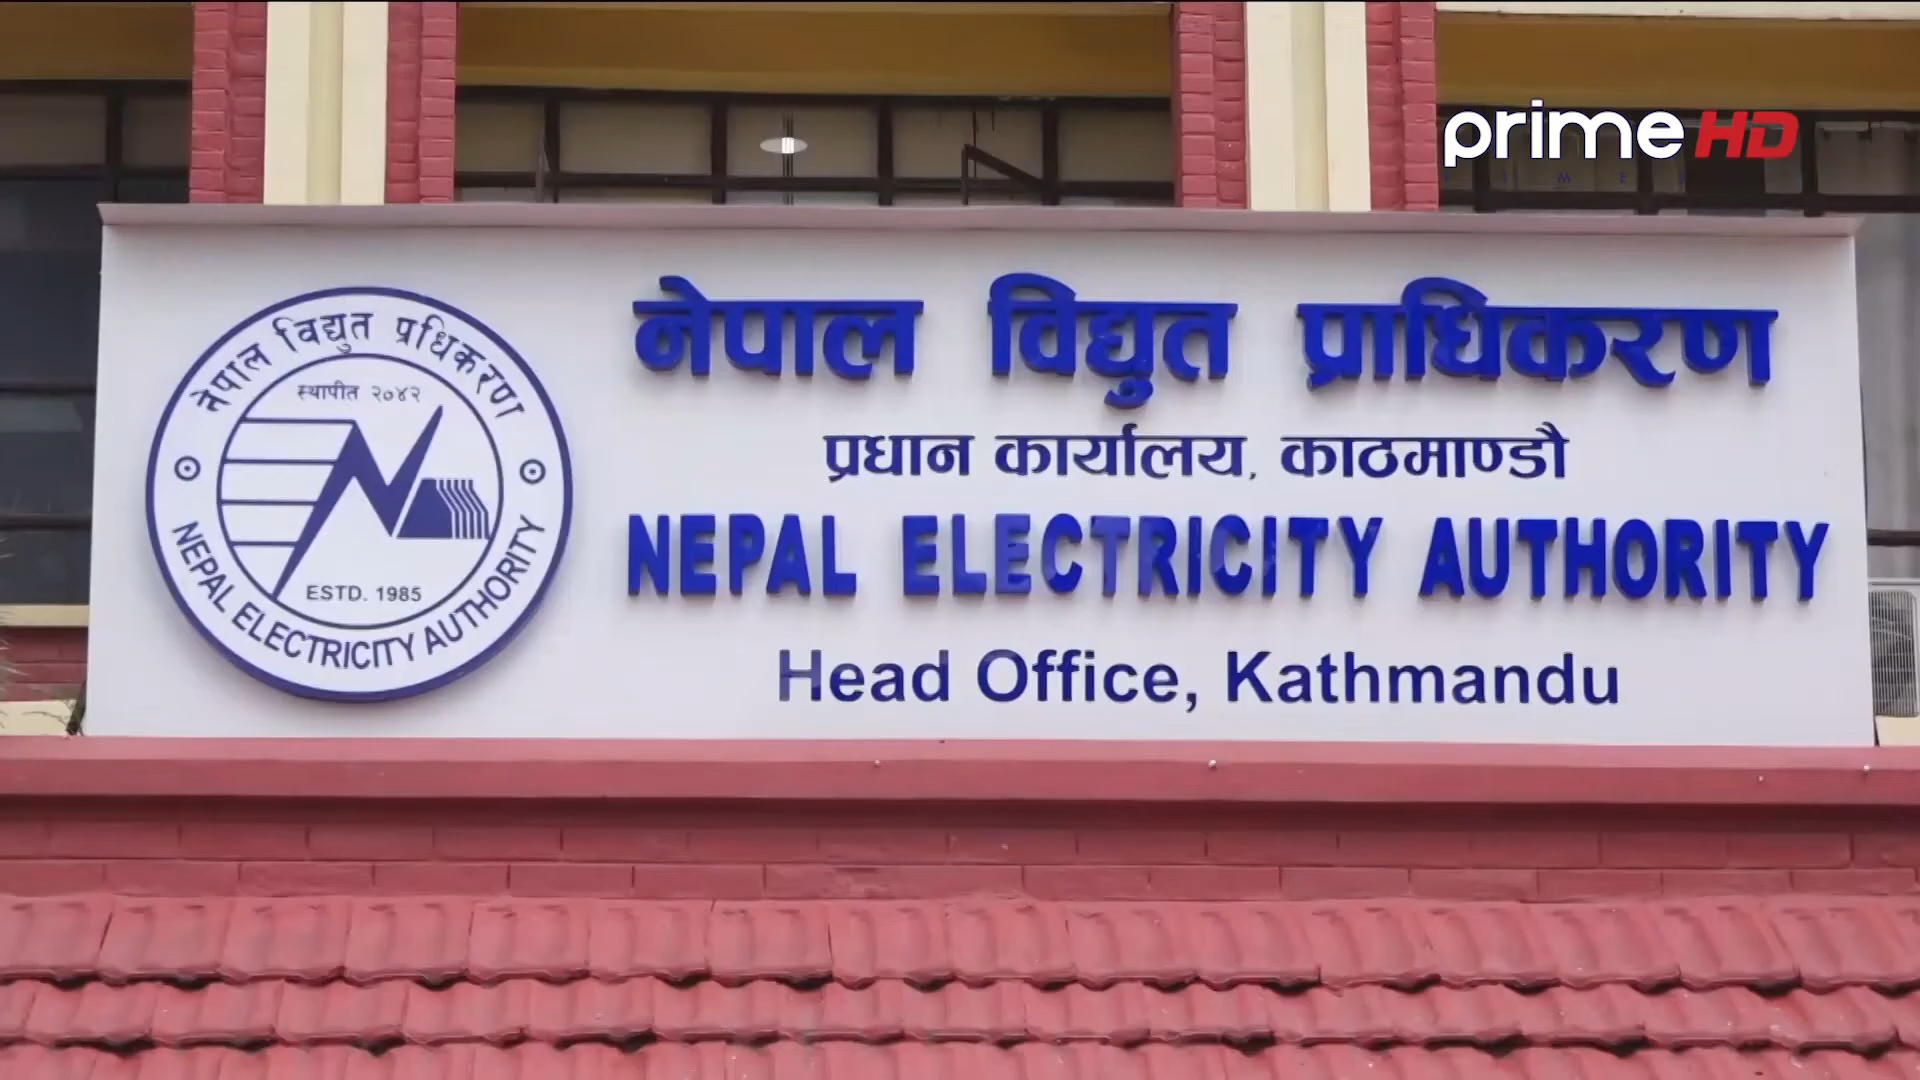 prime HD
नेपाल विद्युत प्रधिकरण
स्थापीत २०४२
ESTD. 1985
NEPAL ELECTRICITY AUTHORITY
नेपाल विद्युत प्राधिकरण
प्रधान कार्यालय, काठमाण्डौ
NEPAL ELECTRICITY AUTHORITY
Head Office, Kathmandu